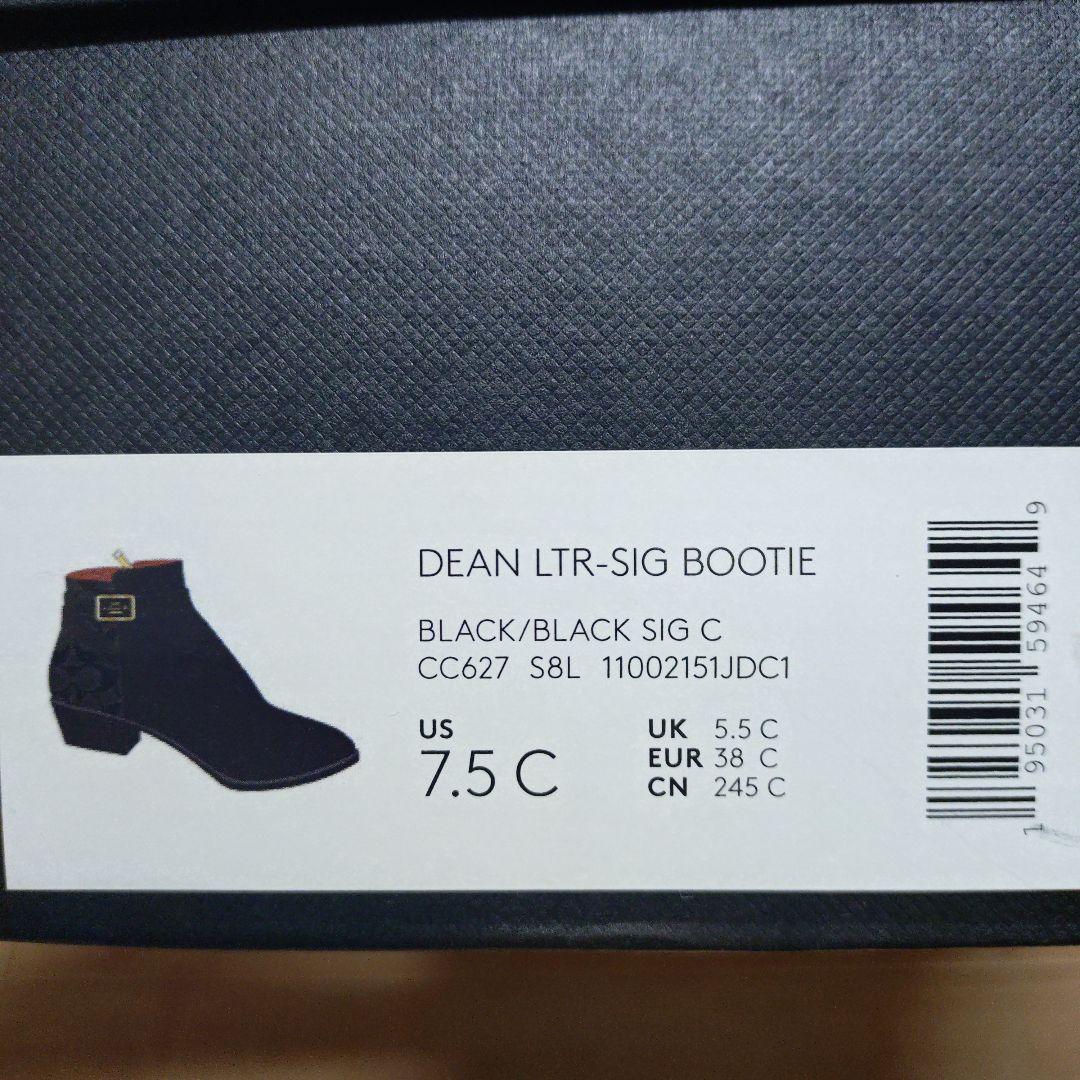 DEAN LTR-SIG BOOTIE
BLACK/BLACK SIG C
CC627 S8L 11002151JDC1
US
7.5 C
UK 5.5 C
EUR 38 C
CN 245 C
1 95031 59464 9